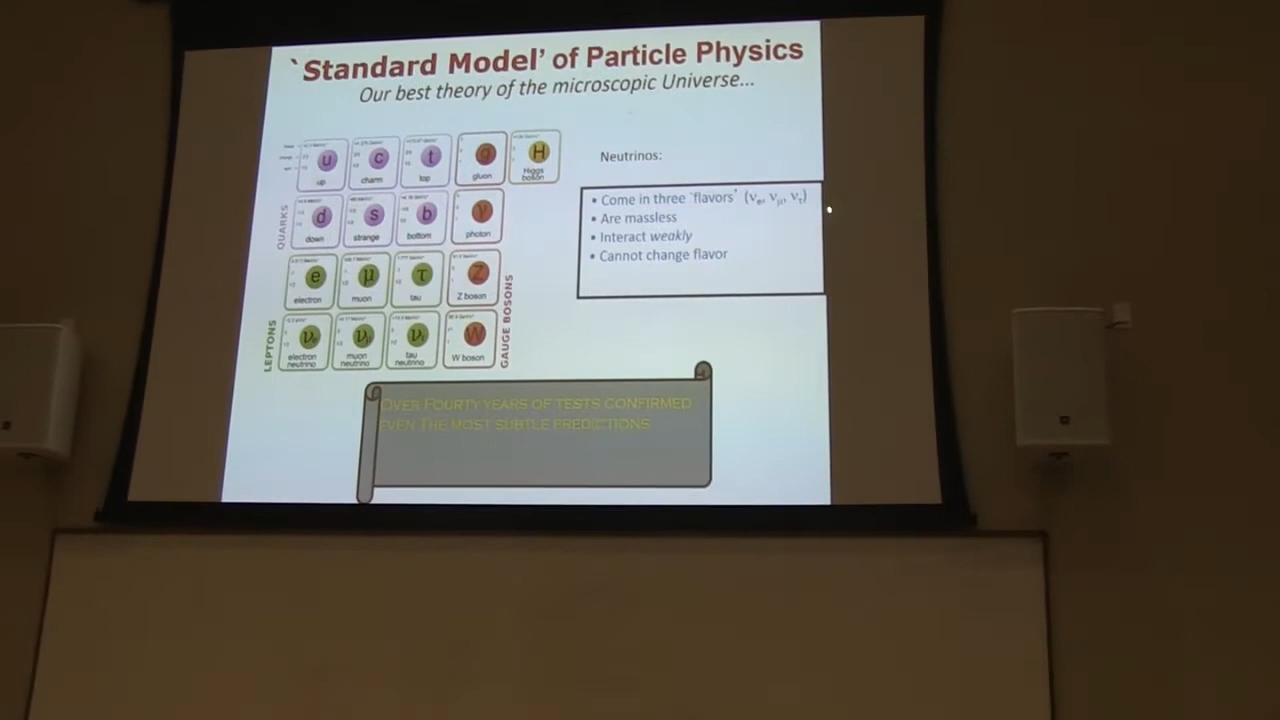 `Standard Model' of Particle Physics
Our best theory of the microscopic Universe...
u c t g H
up charm top gluon Higgs boson
d s b γ
down strange bottom photon
QUARKS
e μ τ Z
electron muon tau Z boson
νe νμ ντ W
electron neutrino muon neutrino tau neutrino W boson
LEPTONS
GAUGE BOSONS
Neutrinos:
• Come in three `flavors' (νe, νμ, ντ)
• Are massless
• Interact weakly
• Cannot change flavor
OVER FOURTY YEARS OF TESTS CONFIRMED
EVEN THE MOST SUBTLE PREDICTIONS